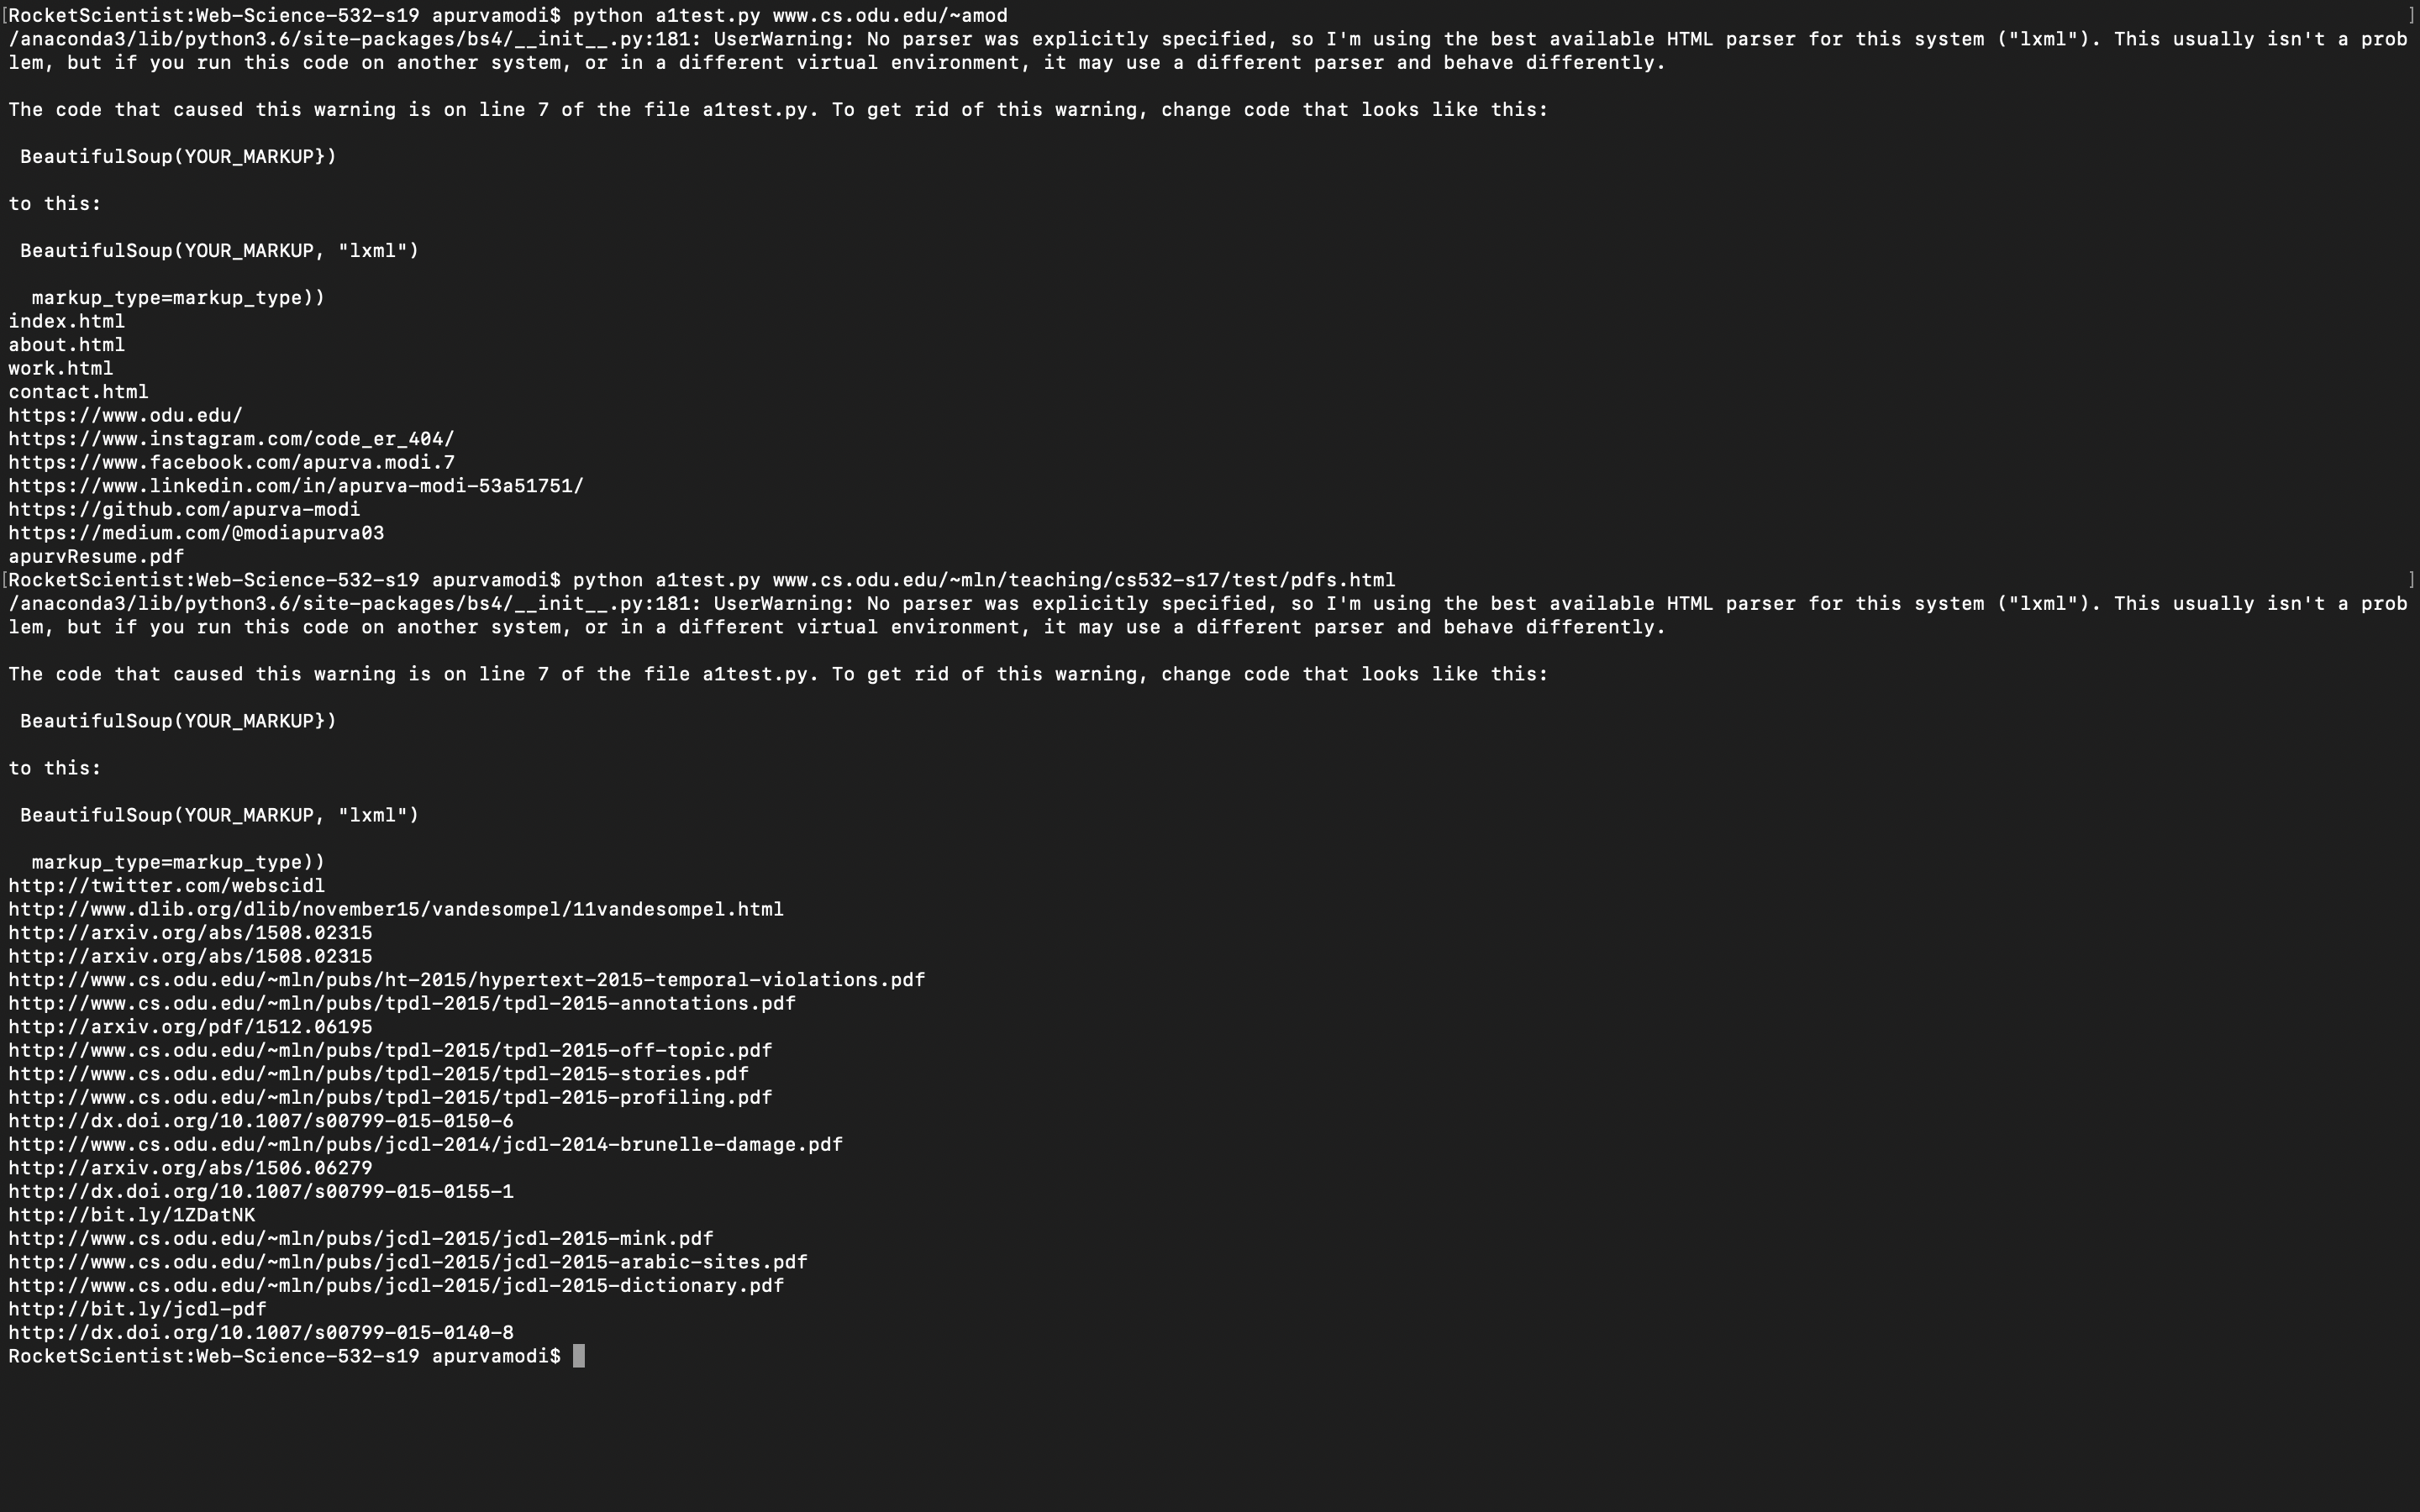 [RocketScientist:Web-Science-532-s19 apurvamodi$ python a1test.py www.cs.odu.edu/~amod ]
/anaconda3/lib/python3.6/site-packages/bs4/__init__.py:181: UserWarning: No parser was explicitly specified, so I'm using the best available HTML parser for this system ("lxml"). This usually isn't a prob
lem, but if you run this code on another system, or in a different virtual environment, it may use a different parser and behave differently.
The code that caused this warning is on line 7 of the file a1test.py. To get rid of this warning, change code that looks like this:
BeautifulSoup(YOUR_MARKUP})
to this:
BeautifulSoup(YOUR_MARKUP, "lxml")
markup_type=markup_type))
index.html
about.html
work.html
contact.html
https://www.odu.edu/
https://www.instagram.com/code_er_404/
https://www.facebook.com/apurva.modi.7
https://www.linkedin.com/in/apurva-modi-53a51751/
https://github.com/apurva-modi
https://medium.com/@modiapurva03
apurvResume.pdf
[RocketScientist:Web-Science-532-s19 apurvamodi$ python a1test.py www.cs.odu.edu/~mln/teaching/cs532-s17/test/pdfs.html ]
/anaconda3/lib/python3.6/site-packages/bs4/__init__.py:181: UserWarning: No parser was explicitly specified, so I'm using the best available HTML parser for this system ("lxml"). This usually isn't a prob
lem, but if you run this code on another system, or in a different virtual environment, it may use a different parser and behave differently.
The code that caused this warning is on line 7 of the file a1test.py. To get rid of this warning, change code that looks like this:
BeautifulSoup(YOUR_MARKUP})
to this:
BeautifulSoup(YOUR_MARKUP, "lxml")
markup_type=markup_type))
http://twitter.com/webscidl
http://www.dlib.org/dlib/november15/vandesompel/11vandesompel.html
http://arxiv.org/abs/1508.02315
http://arxiv.org/abs/1508.02315
http://www.cs.odu.edu/~mln/pubs/ht-2015/hypertext-2015-temporal-violations.pdf
http://www.cs.odu.edu/~mln/pubs/tpdl-2015/tpdl-2015-annotations.pdf
http://arxiv.org/pdf/1512.06195
http://www.cs.odu.edu/~mln/pubs/tpdl-2015/tpdl-2015-off-topic.pdf
http://www.cs.odu.edu/~mln/pubs/tpdl-2015/tpdl-2015-stories.pdf
http://www.cs.odu.edu/~mln/pubs/tpdl-2015/tpdl-2015-profiling.pdf
http://dx.doi.org/10.1007/s00799-015-0150-6
http://www.cs.odu.edu/~mln/pubs/jcdl-2014/jcdl-2014-brunelle-damage.pdf
http://arxiv.org/abs/1506.06279
http://dx.doi.org/10.1007/s00799-015-0155-1
http://bit.ly/1ZDatNK
http://www.cs.odu.edu/~mln/pubs/jcdl-2015/jcdl-2015-mink.pdf
http://www.cs.odu.edu/~mln/pubs/jcdl-2015/jcdl-2015-arabic-sites.pdf
http://www.cs.odu.edu/~mln/pubs/jcdl-2015/jcdl-2015-dictionary.pdf
http://bit.ly/jcdl-pdf
http://dx.doi.org/10.1007/s00799-015-0140-8
RocketScientist:Web-Science-532-s19 apurvamodi$